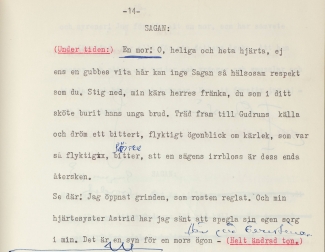 -14-
SAGAN:
(Under tiden:) En mor! O, heliga och heta hjärta, ej
ens en gubbes vita hår kan inge Sagan så hälsosam respekt
som du. Stig ned, min kära herres fränka, du som i ditt
sköte burit hans unga brud. Träd fram till Gudruns källa
och dröm ett bittert, flyktigt ögonblick om kärlek, som var
så flyktig, bitter, att en sägens irrbloss är dess enda
återsken.
Se där! Jag öppnat grinden, som rosten reglat. Och min
hjärtesyster Astrid har jag sänt att spegla sin egen sorg
i min. Det är en syn för en mors ögon - (Helt ändrad ton.